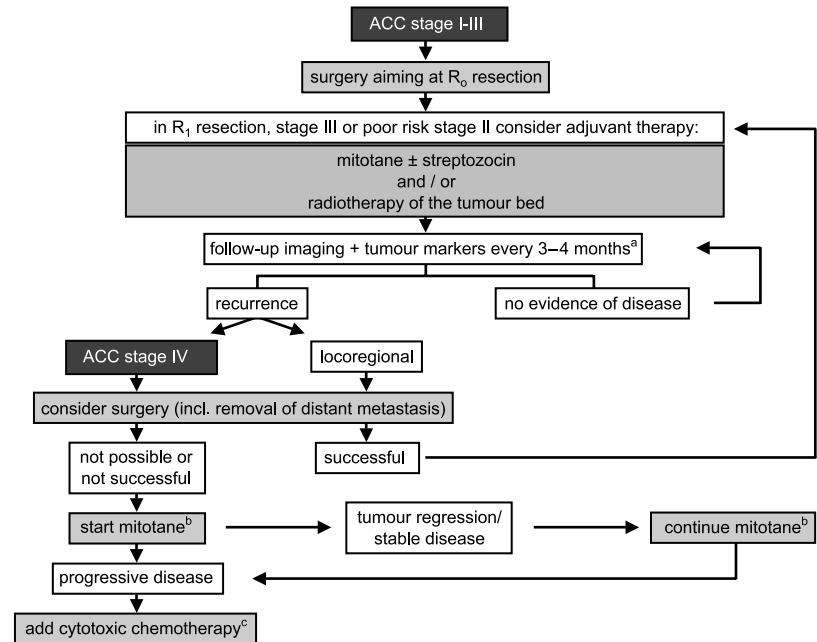 ACC stage I-III
surgery aiming at Rₒ resection
in R₁ resection, stage III or poor risk stage II consider adjuvant therapy:
mitotane ± streptozocin
and / or
radiotherapy of the tumour bed
follow-up imaging + tumour markers every 3–4 monthsᵃ
recurrence
no evidence of disease
ACC stage IV
locoregional
consider surgery (incl. removal of distant metastasis)
not possible or
not successful
successful
start mitotaneᵇ
tumour regression/
stable disease
continue mitotaneᵇ
progressive disease
add cytotoxic chemotherapyᶜ